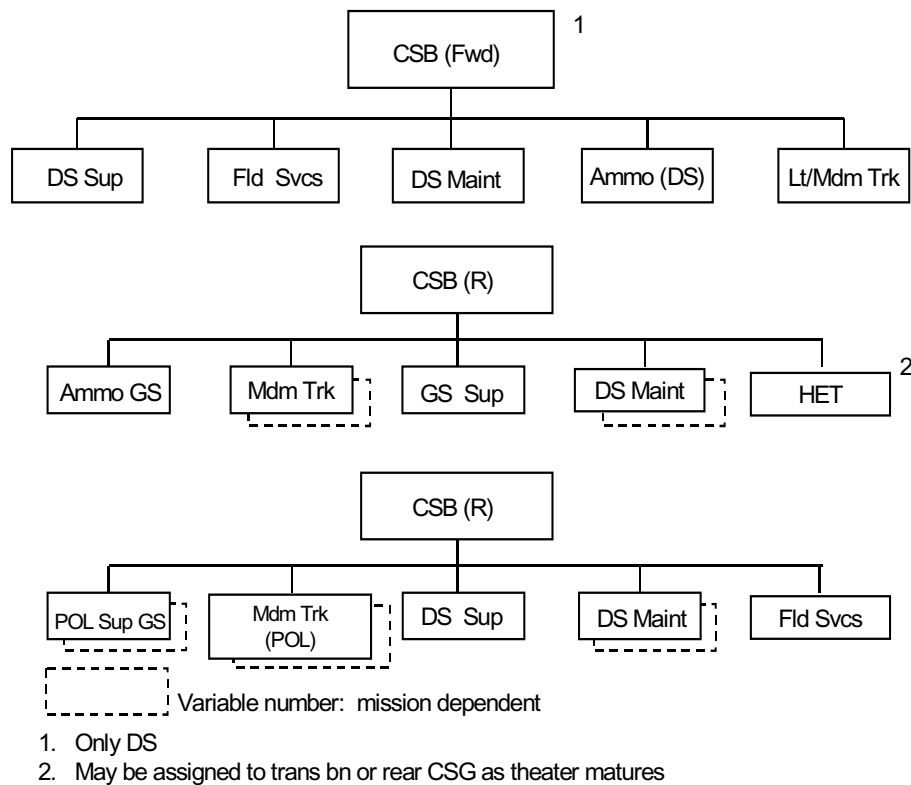 CSB (Fwd) 1
DS Sup Fld Svcs DS Maint Ammo (DS) Lt/Mdm Trk
CSB (R)
Ammo GS Mdm Trk GS Sup DS Maint HET 2
CSB (R)
POL Sup GS Mdm Trk (POL) DS Sup DS Maint Fld Svcs
Variable number: mission dependent
1. Only DS
2. May be assigned to trans bn or rear CSG as theater matures